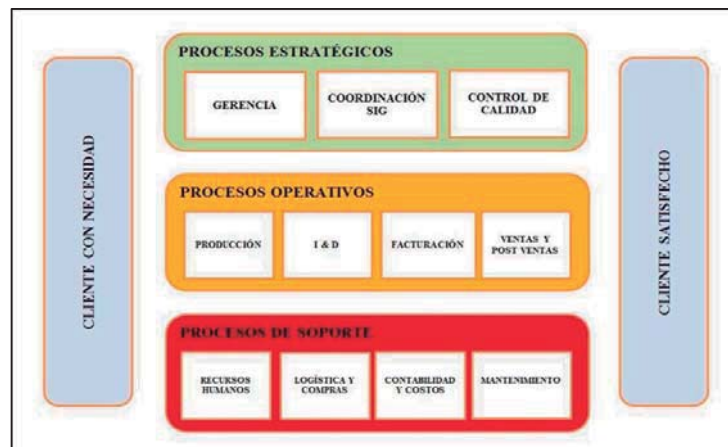 CLIENTE CON NECESIDAD
PROCESOS ESTRATÉGICOS
GERENCIA
COORDINACIÓN
SIG
CONTROL DE
CALIDAD
PROCESOS OPERATIVOS
PRODUCCIÓN
I & D
FACTURACIÓN
VENTAS Y
POST VENTAS
PROCESOS DE SOPORTE
RECURSOS
HUMANOS
LOGÍSTICA Y
COMPRAS
CONTABILIDAD
Y COSTOS
MANTENIMIENTO
CLIENTE SATISFECHO